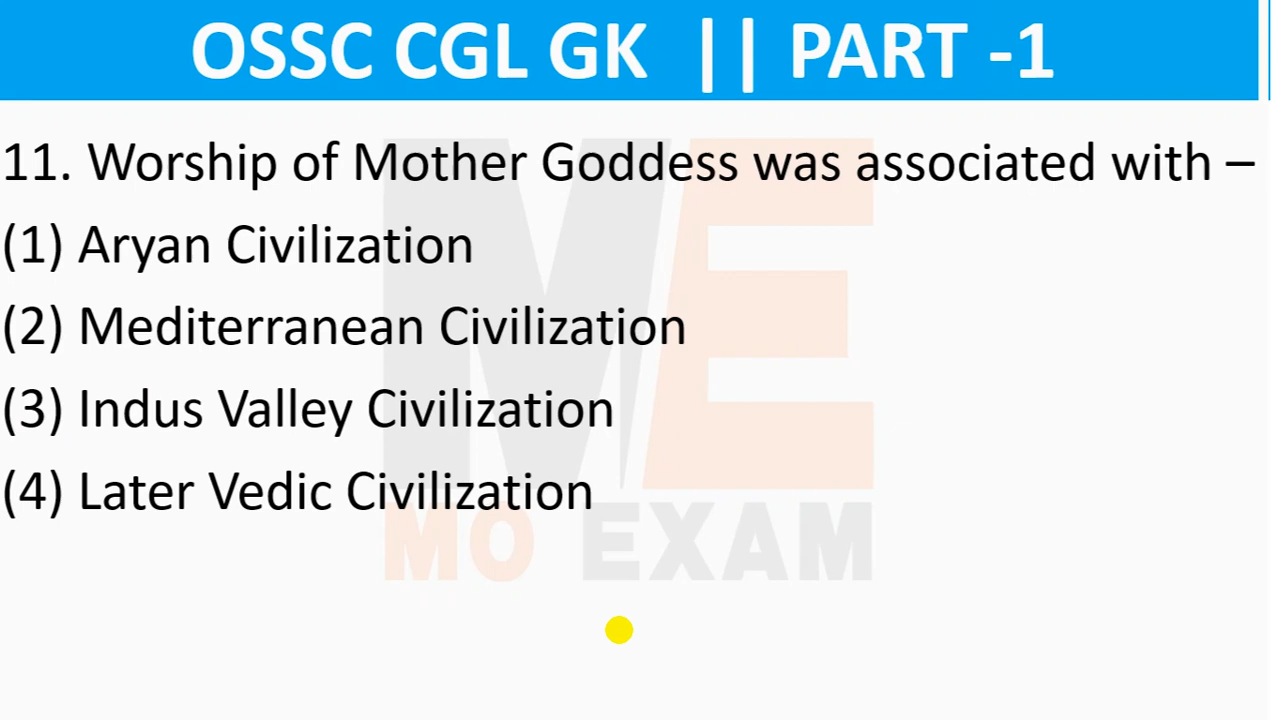 OSSC CGL GK || PART -1
11. Worship of Mother Goddess was associated with –
(1) Aryan Civilization
(2) Mediterranean Civilization
(3) Indus Valley Civilization
(4) Later Vedic Civilization
ME
MO EXAM